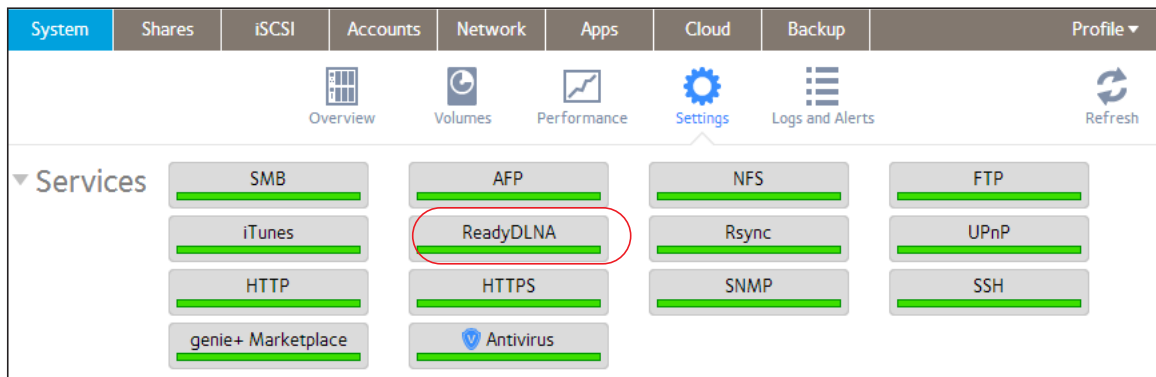 System Shares iSCSI Accounts Network Apps Cloud Backup Profile
Overview Volumes Performance Settings Logs and Alerts Refresh
Services SMB AFP NFS FTP
iTunes ReadyDLNA Rsync UPnP
HTTP HTTPS SNMP SSH
genie+ Marketplace V Antivirus